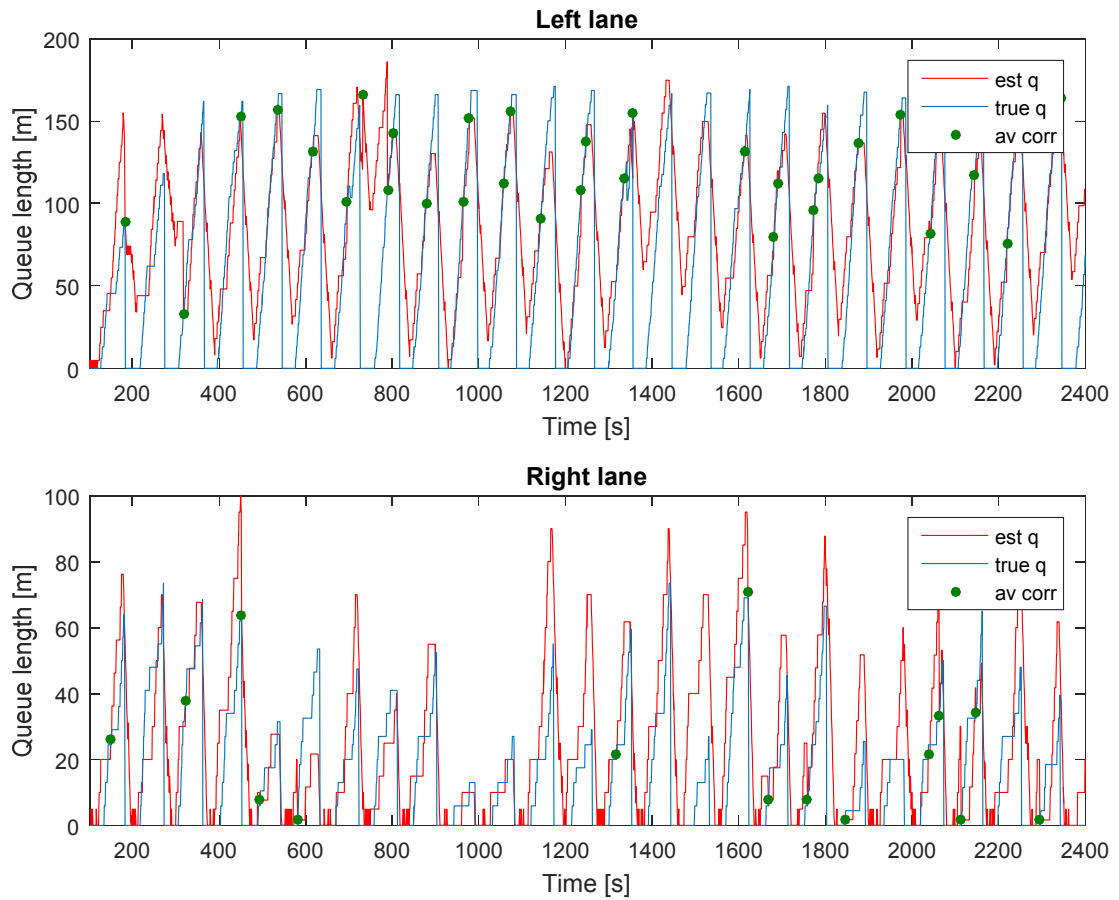 Left lane
Queue length [m]
200
150
100
50
0
200 400 600 800 1000 1200 1400 1600 1800 2000 2200 2400
Time [s]
est q
true q
av corr
Right lane
Queue length [m]
100
80
60
40
20
0
200 400 600 800 1000 1200 1400 1600 1800 2000 2200 2400
Time [s]
est q
true q
av corr